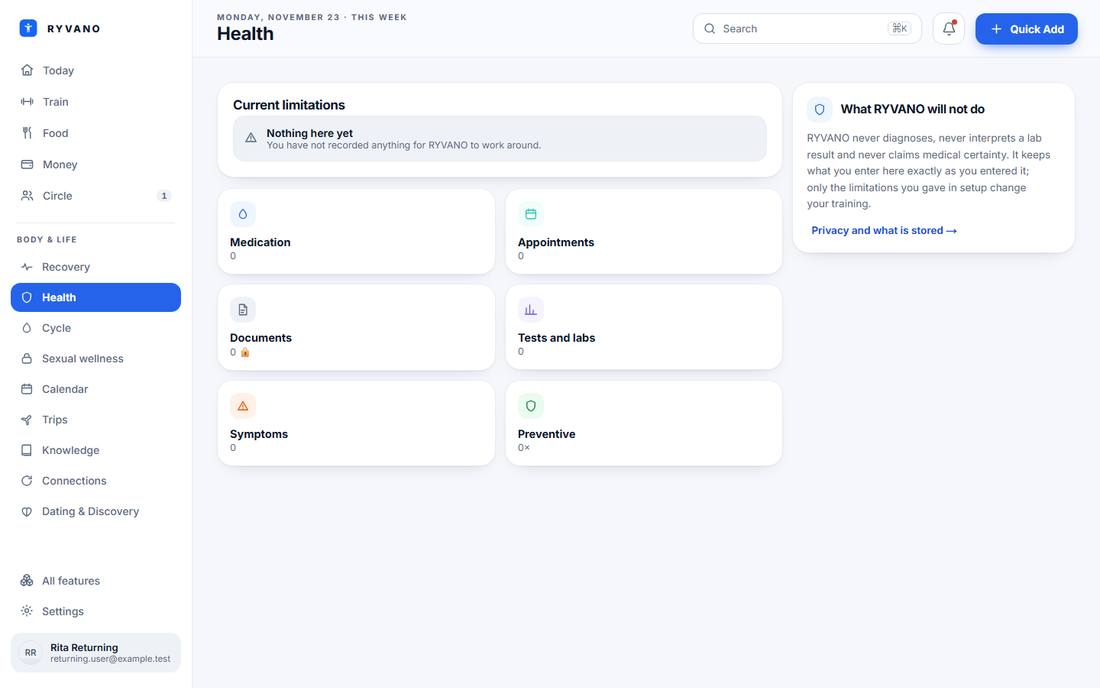 RYVANO
Today
Train
Food
Money
Circle 1
BODY & LIFE
Recovery
Health
Cycle
Sexual wellness
Calendar
Trips
Knowledge
Connections
Dating & Discovery
All features
Settings
RR
Rita Returning
returning.user@example.test
MONDAY, NOVEMBER 23 · THIS WEEK
Health
Search ⌘K
Quick Add
Current limitations
Nothing here yet
You have not recorded anything for RYVANO to work around.
Medication
0
Appointments
0
Documents
0 🔒
Tests and labs
0
Symptoms
0
Preventive
0×
What RYVANO will not do
RYVANO never diagnoses, never interprets a lab
result and never claims medical certainty. It keeps
what you enter here exactly as you entered it;
only the limitations you gave in setup change
your training.
Privacy and what is stored →